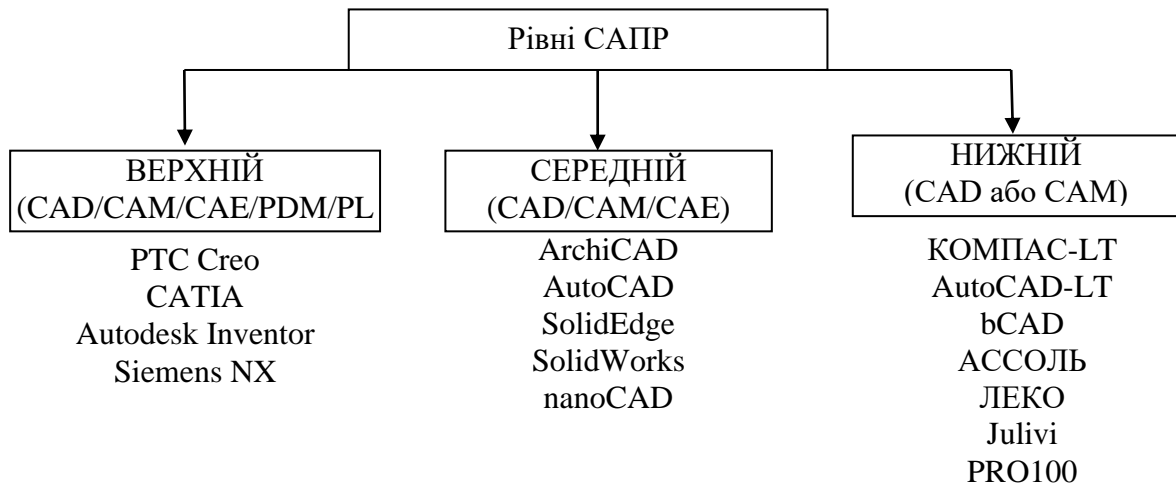 Рівні САПР
ВЕРХНІЙ
(CAD/CAM/CAE/PDM/PL
PTC Creo
CATIA
Autodesk Inventor
Siemens NX
СЕРЕДНІЙ
(CAD/CAM/CAE)
ArchiCAD
AutoCAD
SolidEdge
SolidWorks
nanoCAD
НИЖНІЙ
(CAD або CAM)
КОМПАС-LT
AutoCAD-LT
bCAD
АССОЛЬ
ЛЕКО
Julivi
PRO100